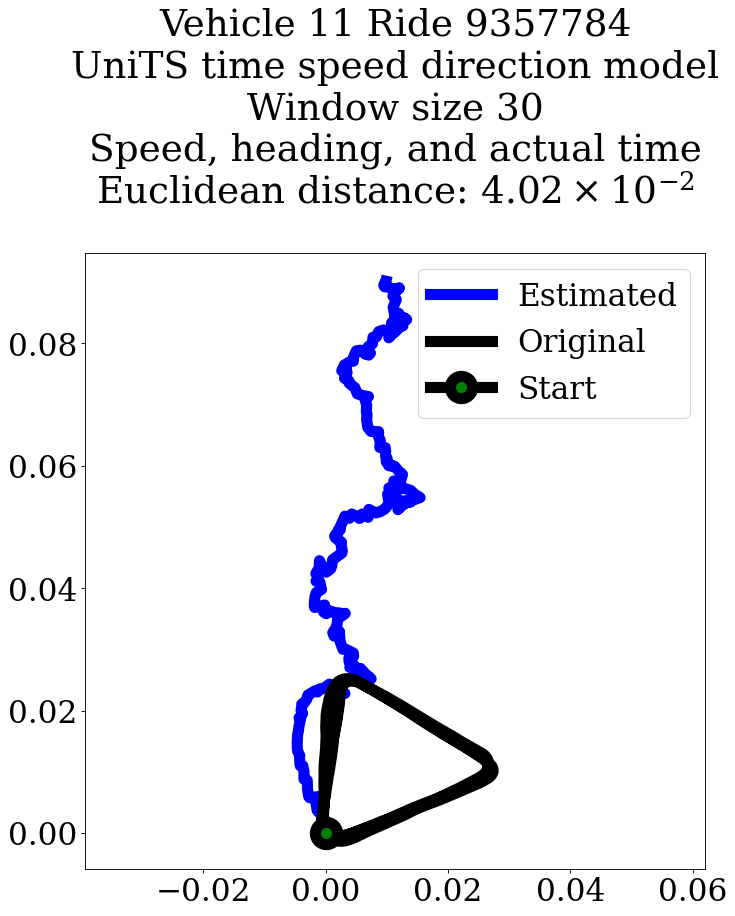 Vehicle 11 Ride 9357784
UniTS time speed direction model
Window size 30
Speed, heading, and actual time
Euclidean distance: 4.02 × 10⁻²
Estimated
Original
Start
0.08
0.06
0.04
0.02
0.00
−0.02 0.00 0.02 0.04 0.06